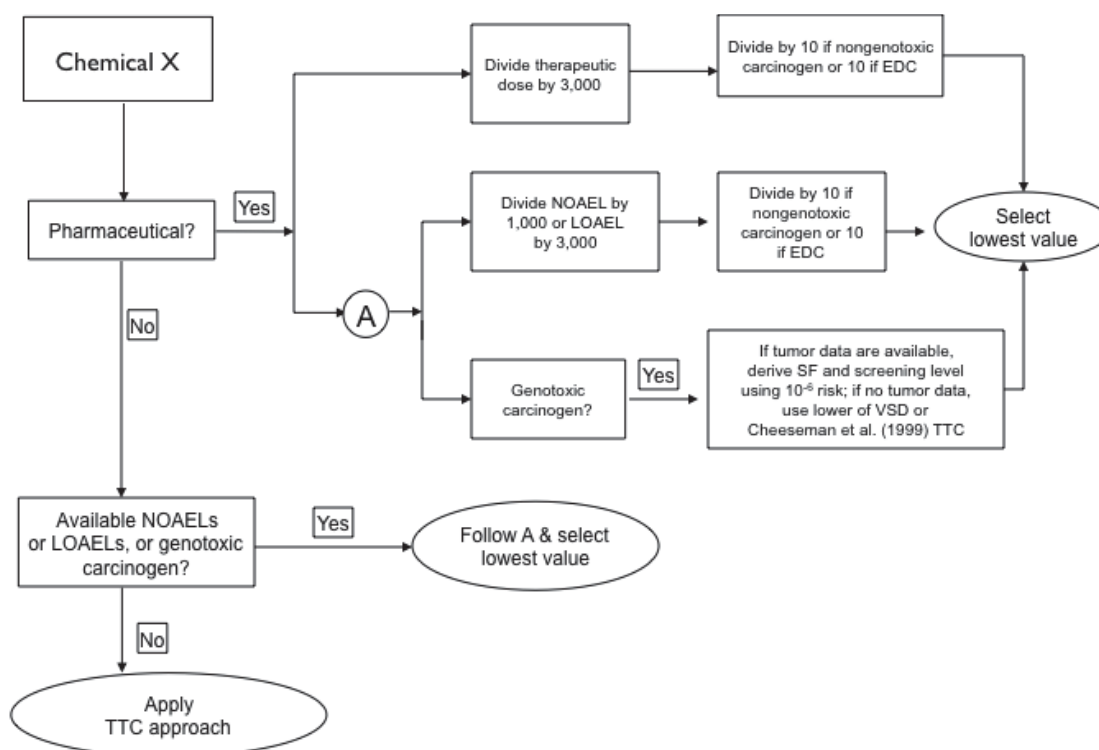 Chemical X
Divide therapeutic
dose by 3,000
Divide by 10 if nongenotoxic
carcinogen or 10 if EDC
Pharmaceutical?
Yes
Divide NOAEL by
1,000 or LOAEL
by 3,000
Divide by 10 if
nongenotoxic
carcinogen or 10
if EDC
Select
lowest value
A
No
Genotoxic
carcinogen?
Yes
If tumor data are available,
derive SF and screening level
using 10⁻⁶ risk; if no tumor data,
use lower of VSD or
Cheeseman et al. (1999) TTC
Available NOAELs
or LOAELs, or genotoxic
carcinogen?
Yes
Follow A & select
lowest value
No
Apply
TTC approach